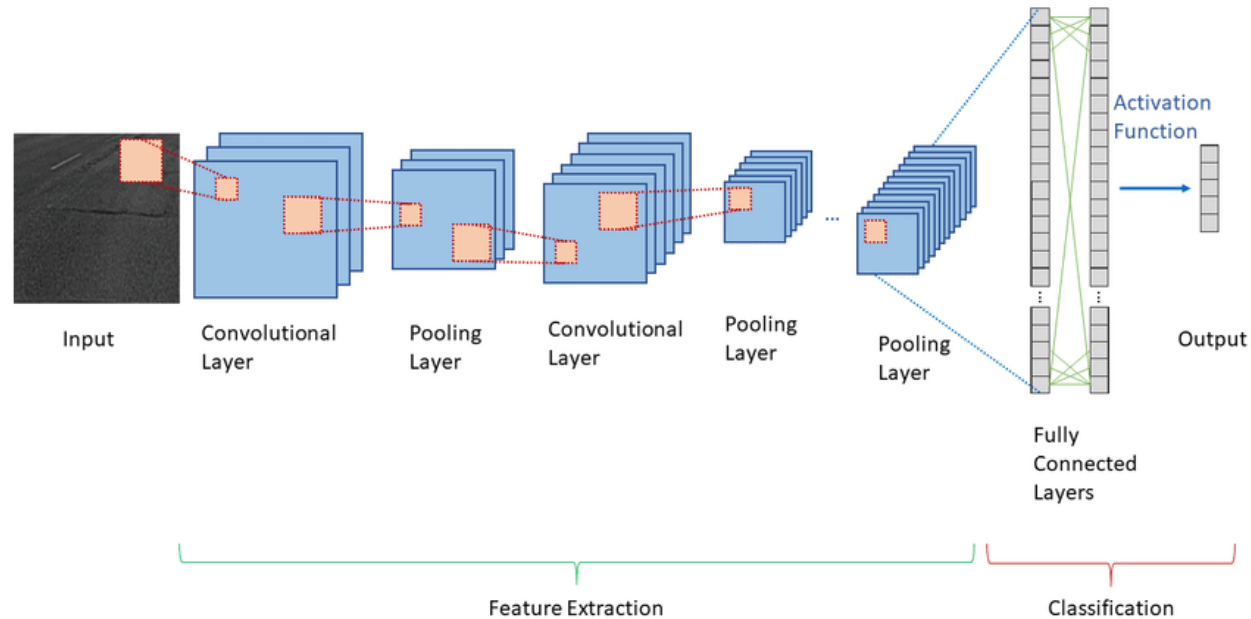 Activation
Function
Input
Convolutional
Layer
Pooling
Layer
Convolutional
Layer
Pooling
Layer
...
Pooling
Layer
Output
Fully
Connected
Layers
Feature Extraction
Classification